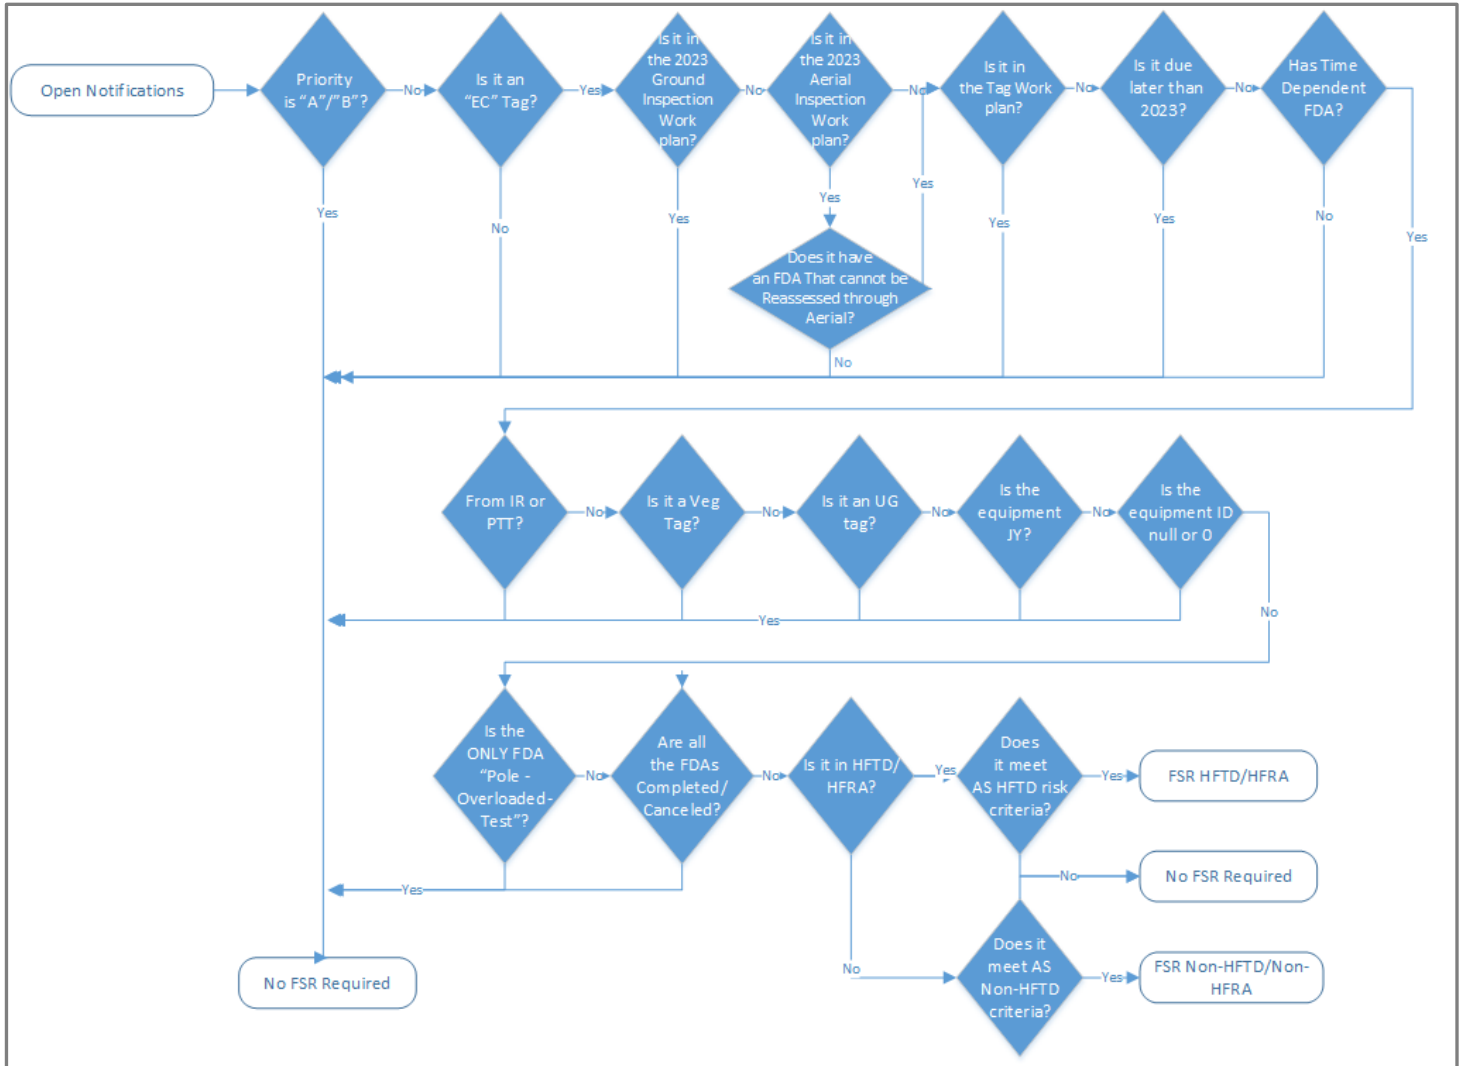 Open Notifications
Priority
is “A”/”B”?
No
Is it an
“EC” Tag?
Yes
Is it in
the 2023
Ground
Inspection
Work
plan?
No
Is it in
the 2023
Aerial
Inspection
Work
plan?
No
Is it in
the Tag Work
plan?
No
Is it due
later than
2023?
No
Has Time
Dependent
FDA?
Yes
No
Yes
Yes
Yes
Yes
Yes
No
Yes
Does it have
an FDA That cannot be
Reassessed through
Aerial?
No
From IR or
PTT?
No
Is it a Veg
Tag?
No
Is it an UG
tag?
No
Is the
equipment
JY?
No
Is the
equipment ID
null or 0
Yes
No
Is the
ONLY FDA
“Pole -
Overloaded-
Test”?
No
Are all
the FDAs
Completed/
Canceled?
No
Is it in HFTD/
HFRA?
Yes
Does
it meet
AS HFTD risk
criteria?
Yes
FSR HFTD/HFRA
Yes
No
No FSR Required
No
Does it
meet AS
Non-HFTD
criteria?
Yes
FSR Non-HFTD/Non-
HFRA
No FSR Required